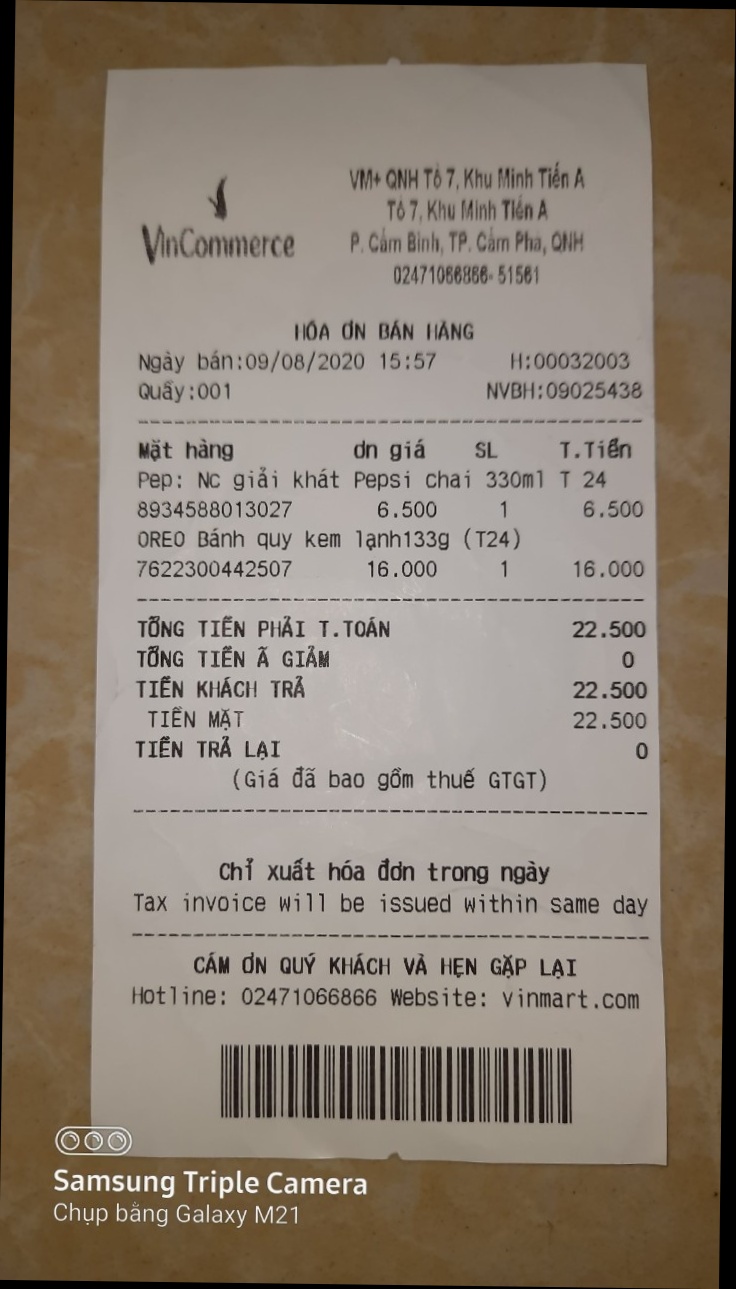 VinCommerce
VM+ QNH Tổ 7, Khu Minh Tiến A
Tổ 7, Khu Minh Tiến A
P. Cẩm Bình, TP. Cẩm Phả, QNH
02471066866- 51561
HÓA ƠN BÁN HÀNG
Ngày bán:09/08/2020 15:57 H:00032003
Quầy:001 NVBH:09025438
Mặt hàng ơn giá SL T.Tiền
Pep: Nc giải khát Pepsi chai 330ml T 24
8934588013027 6.500 1 6.500
OREO Bánh quy kem lạnh133g (T24)
7622300442507 16.000 1 16.000
TỔNG TIỀN PHẢI T.TOÁN 22.500
TỔNG TIỀN Ã GIẢM 0
TIỀN KHÁCH TRẢ 22.500
TIỀN MẶT 22.500
TIỀN TRẢ LẠI 0
(Giá đã bao gồm thuế GTGT)
Chỉ xuất hóa đơn trong ngày
Tax invoice will be issued within same day
CÁM ƠN QUÝ KHÁCH VÀ HẸN GẶP LẠI
Hotline: 02471066866 Website: vinmart.com
Samsung Triple Camera
Chụp bằng Galaxy M21